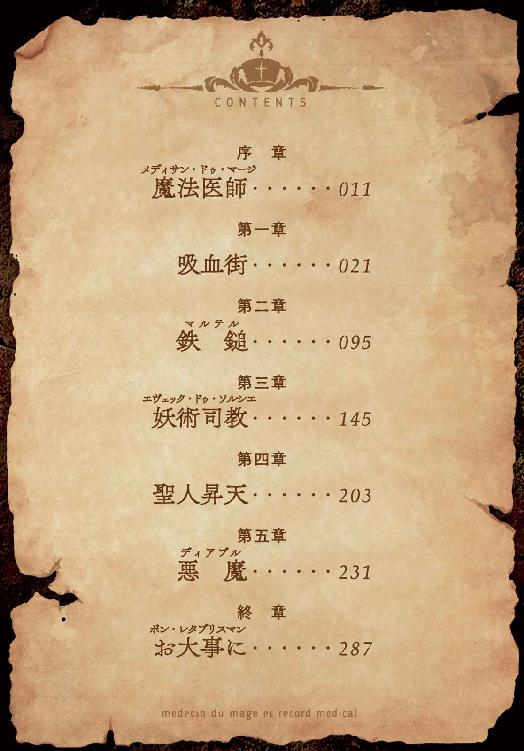 CONTENTS
序 章
メディサン・ドゥ・マージ
魔法医師······011
第一章
吸血街······021
第二章
マルテル
鉄 鎚······095
第三章
エヴェック・ドゥ・ソルシエ
妖術司教······145
第四章
聖人昇天······203
第五章
ディアブル
悪 魔······231
終 章
ボン・レタブリスマン
お大事に······287
medecin du mage et record medical